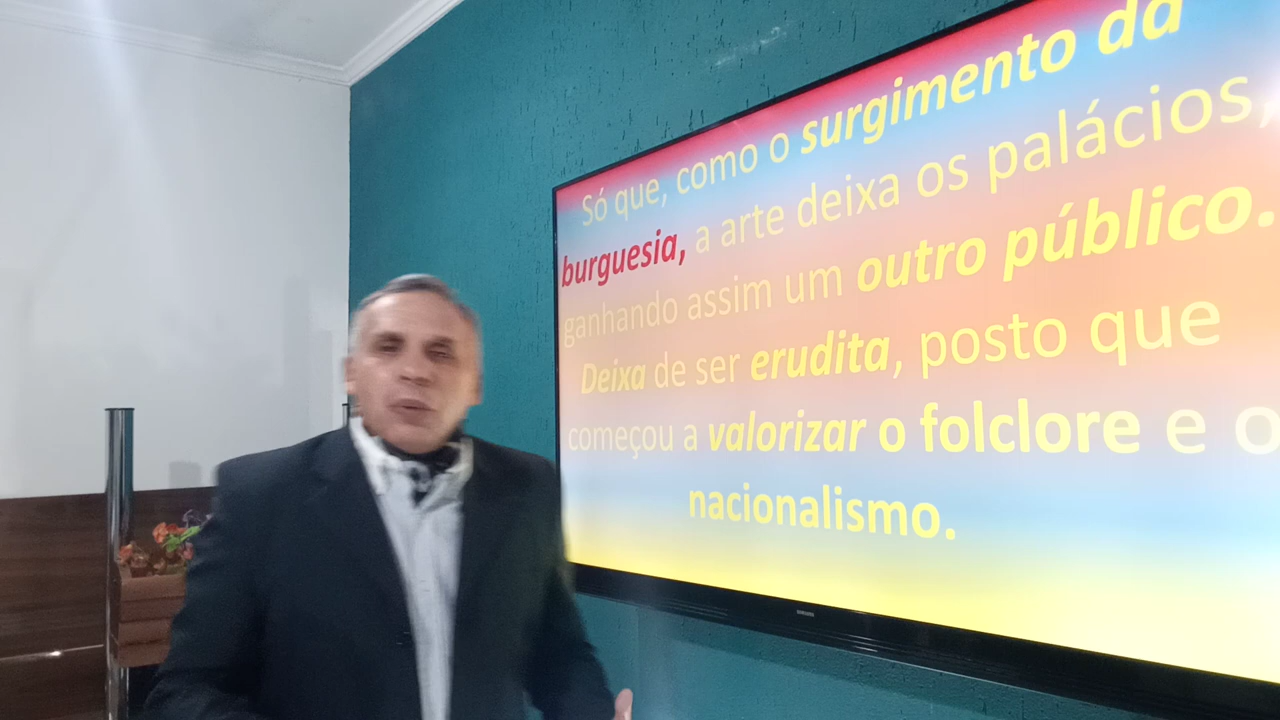 Só que, como o surgimento da
burguesia, a arte deixa os palácios,
ganhando assim um outro público.
Deixa de ser erudita, posto que
começou a valorizar o folclore e o
nacionalismo.
SAMSUNG